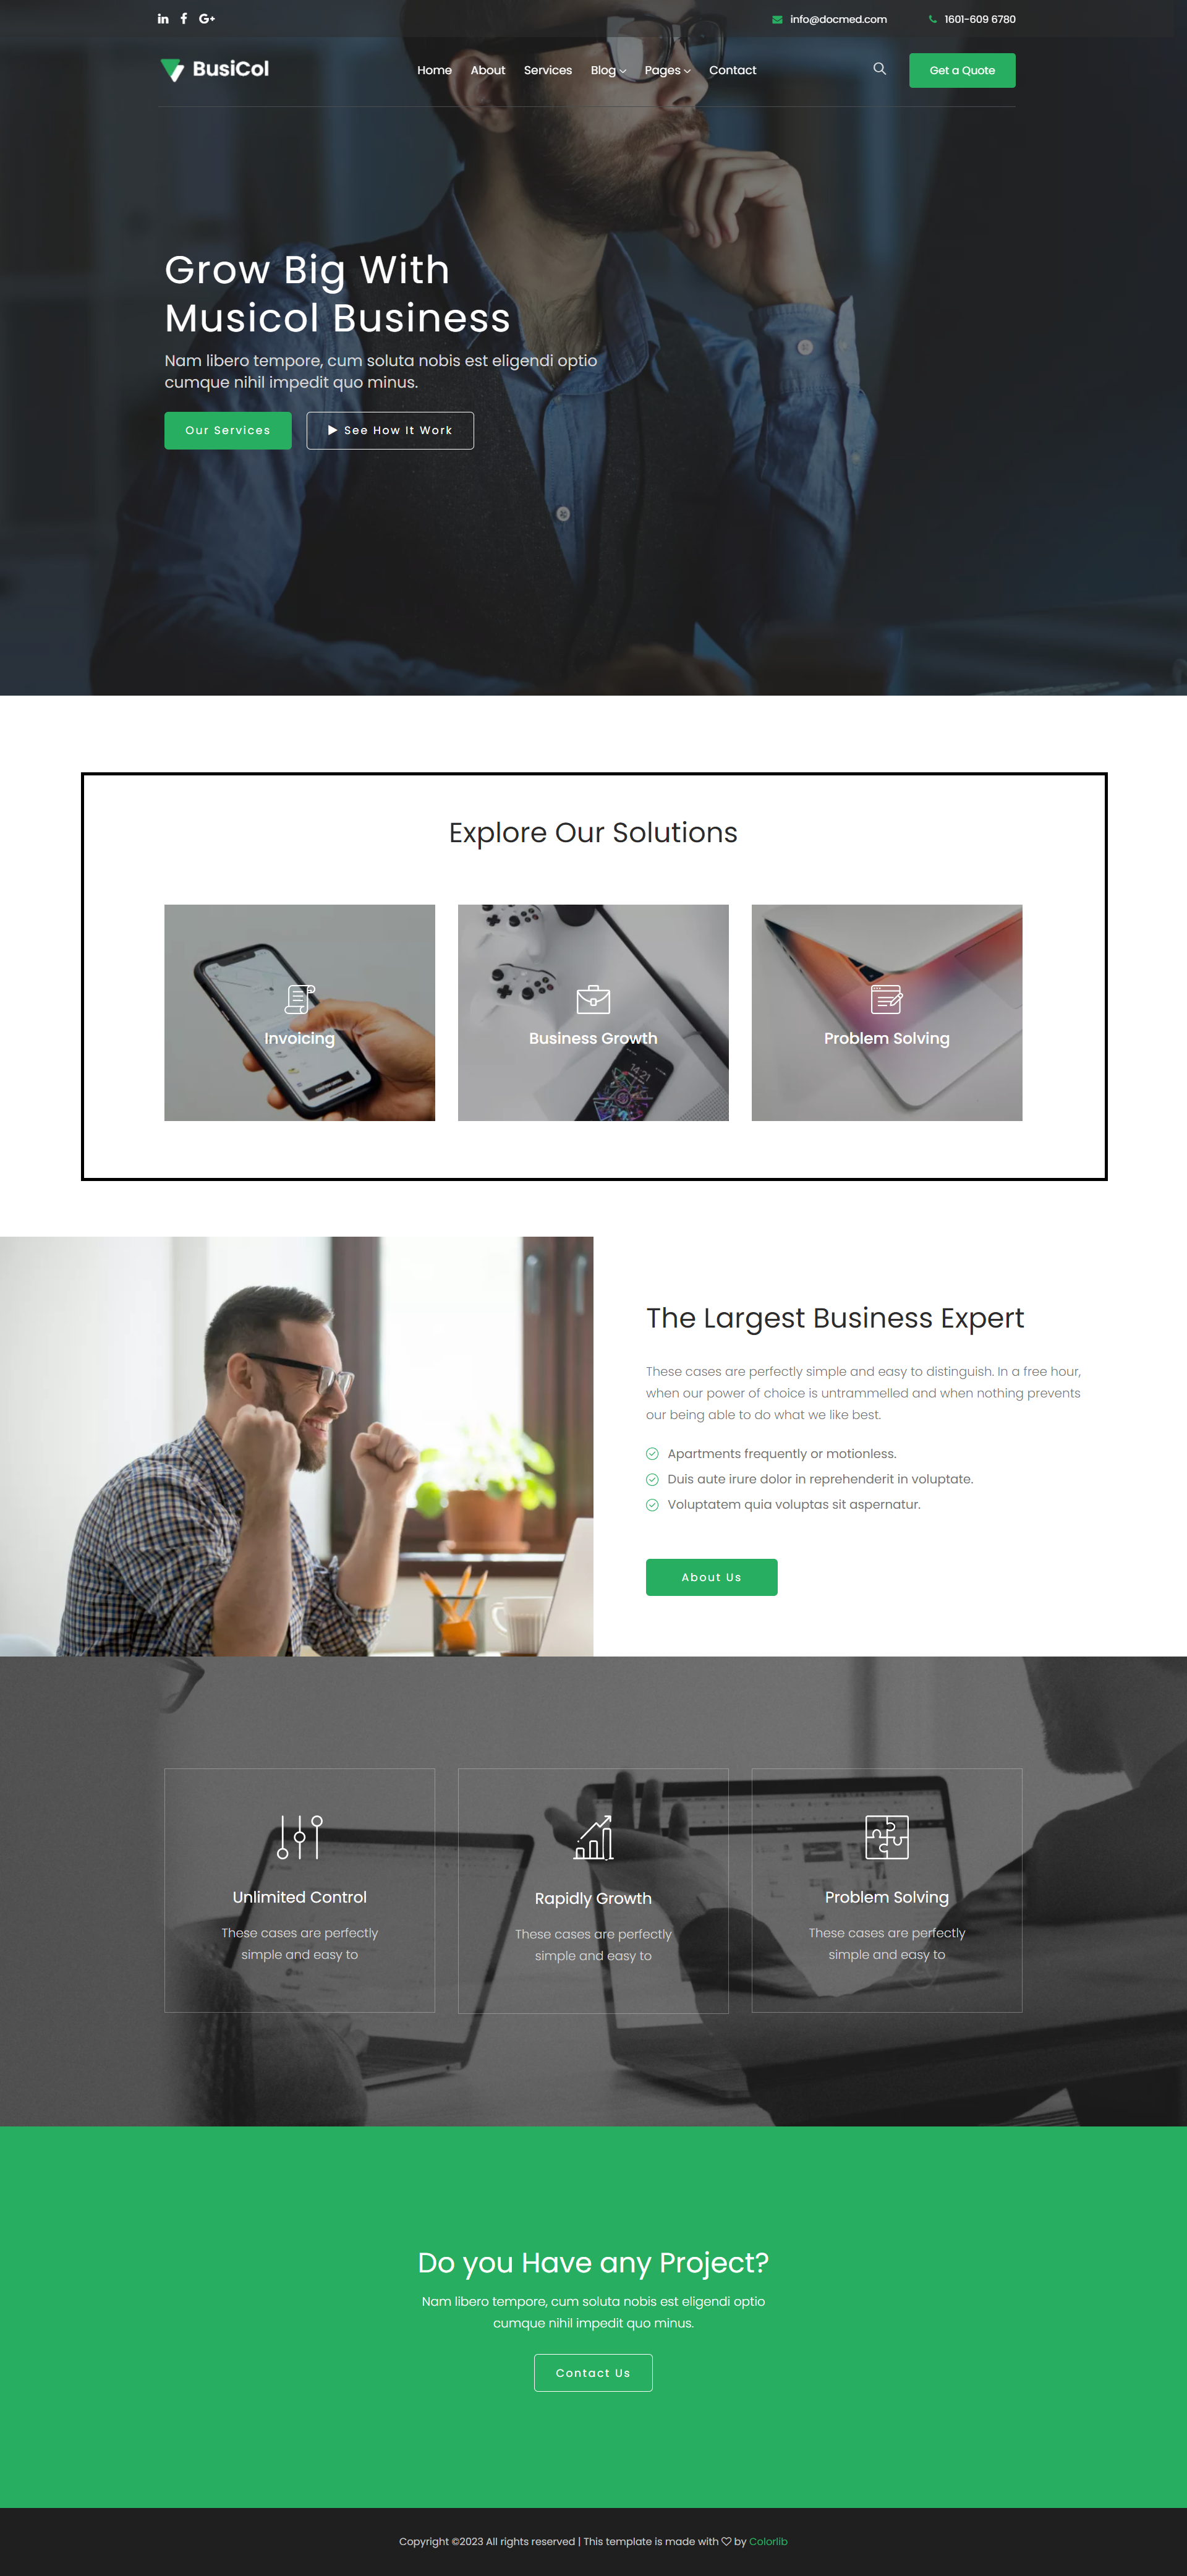 info@docmed.com
1601-609 6780
BusiCol
Home
About
Services
Blog
Pages
Contact
Get a Quote
Grow Big With
Musicol Business
Nam libero tempore, cum soluta nobis est eligendi optio
cumque nihil impedit quo minus.
Our Services
See How It Work
Explore Our Solutions
Invoicing
Business Growth
14:21
Problem Solving
The Largest Business Expert
These cases are perfectly simple and easy to distinguish. In a free hour,
when our power of choice is untrammelled and when nothing prevents
our being able to do what we like best.
Apartments frequently or motionless.
Duis aute irure dolor in reprehenderit in voluptate.
Voluptatem quia voluptas sit aspernatur.
About Us
Unlimited Control
These cases are perfectly
simple and easy to
Rapidly Growth
These cases are perfectly
simple and easy to
Problem Solving
These cases are perfectly
simple and easy to
Do you Have any Project?
Nam libero tempore, cum soluta nobis est eligendi optio
cumque nihil impedit quo minus.
Contact Us
Copyright ©2023 All rights reserved | This template is made with ♡ by Colorlib